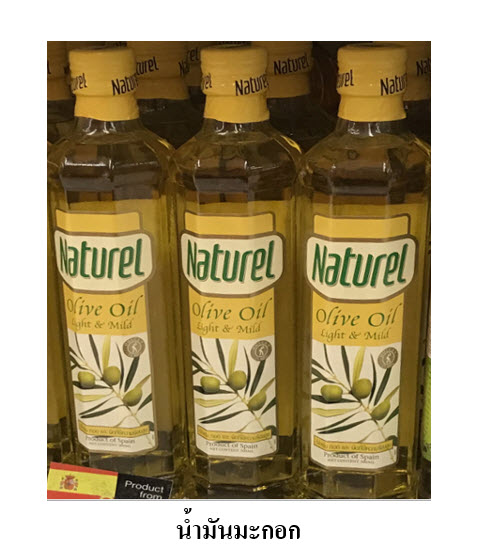 Naturel
Naturel
Naturel
Naturel
Olive Oil
Light & Mild
Product of Spain
Naturel
Olive Oil
Light & Mild
Product of Spain
Naturel
Olive Oil
Light & Mild
Product of Spain
Product
from
น้ำมันมะกอก